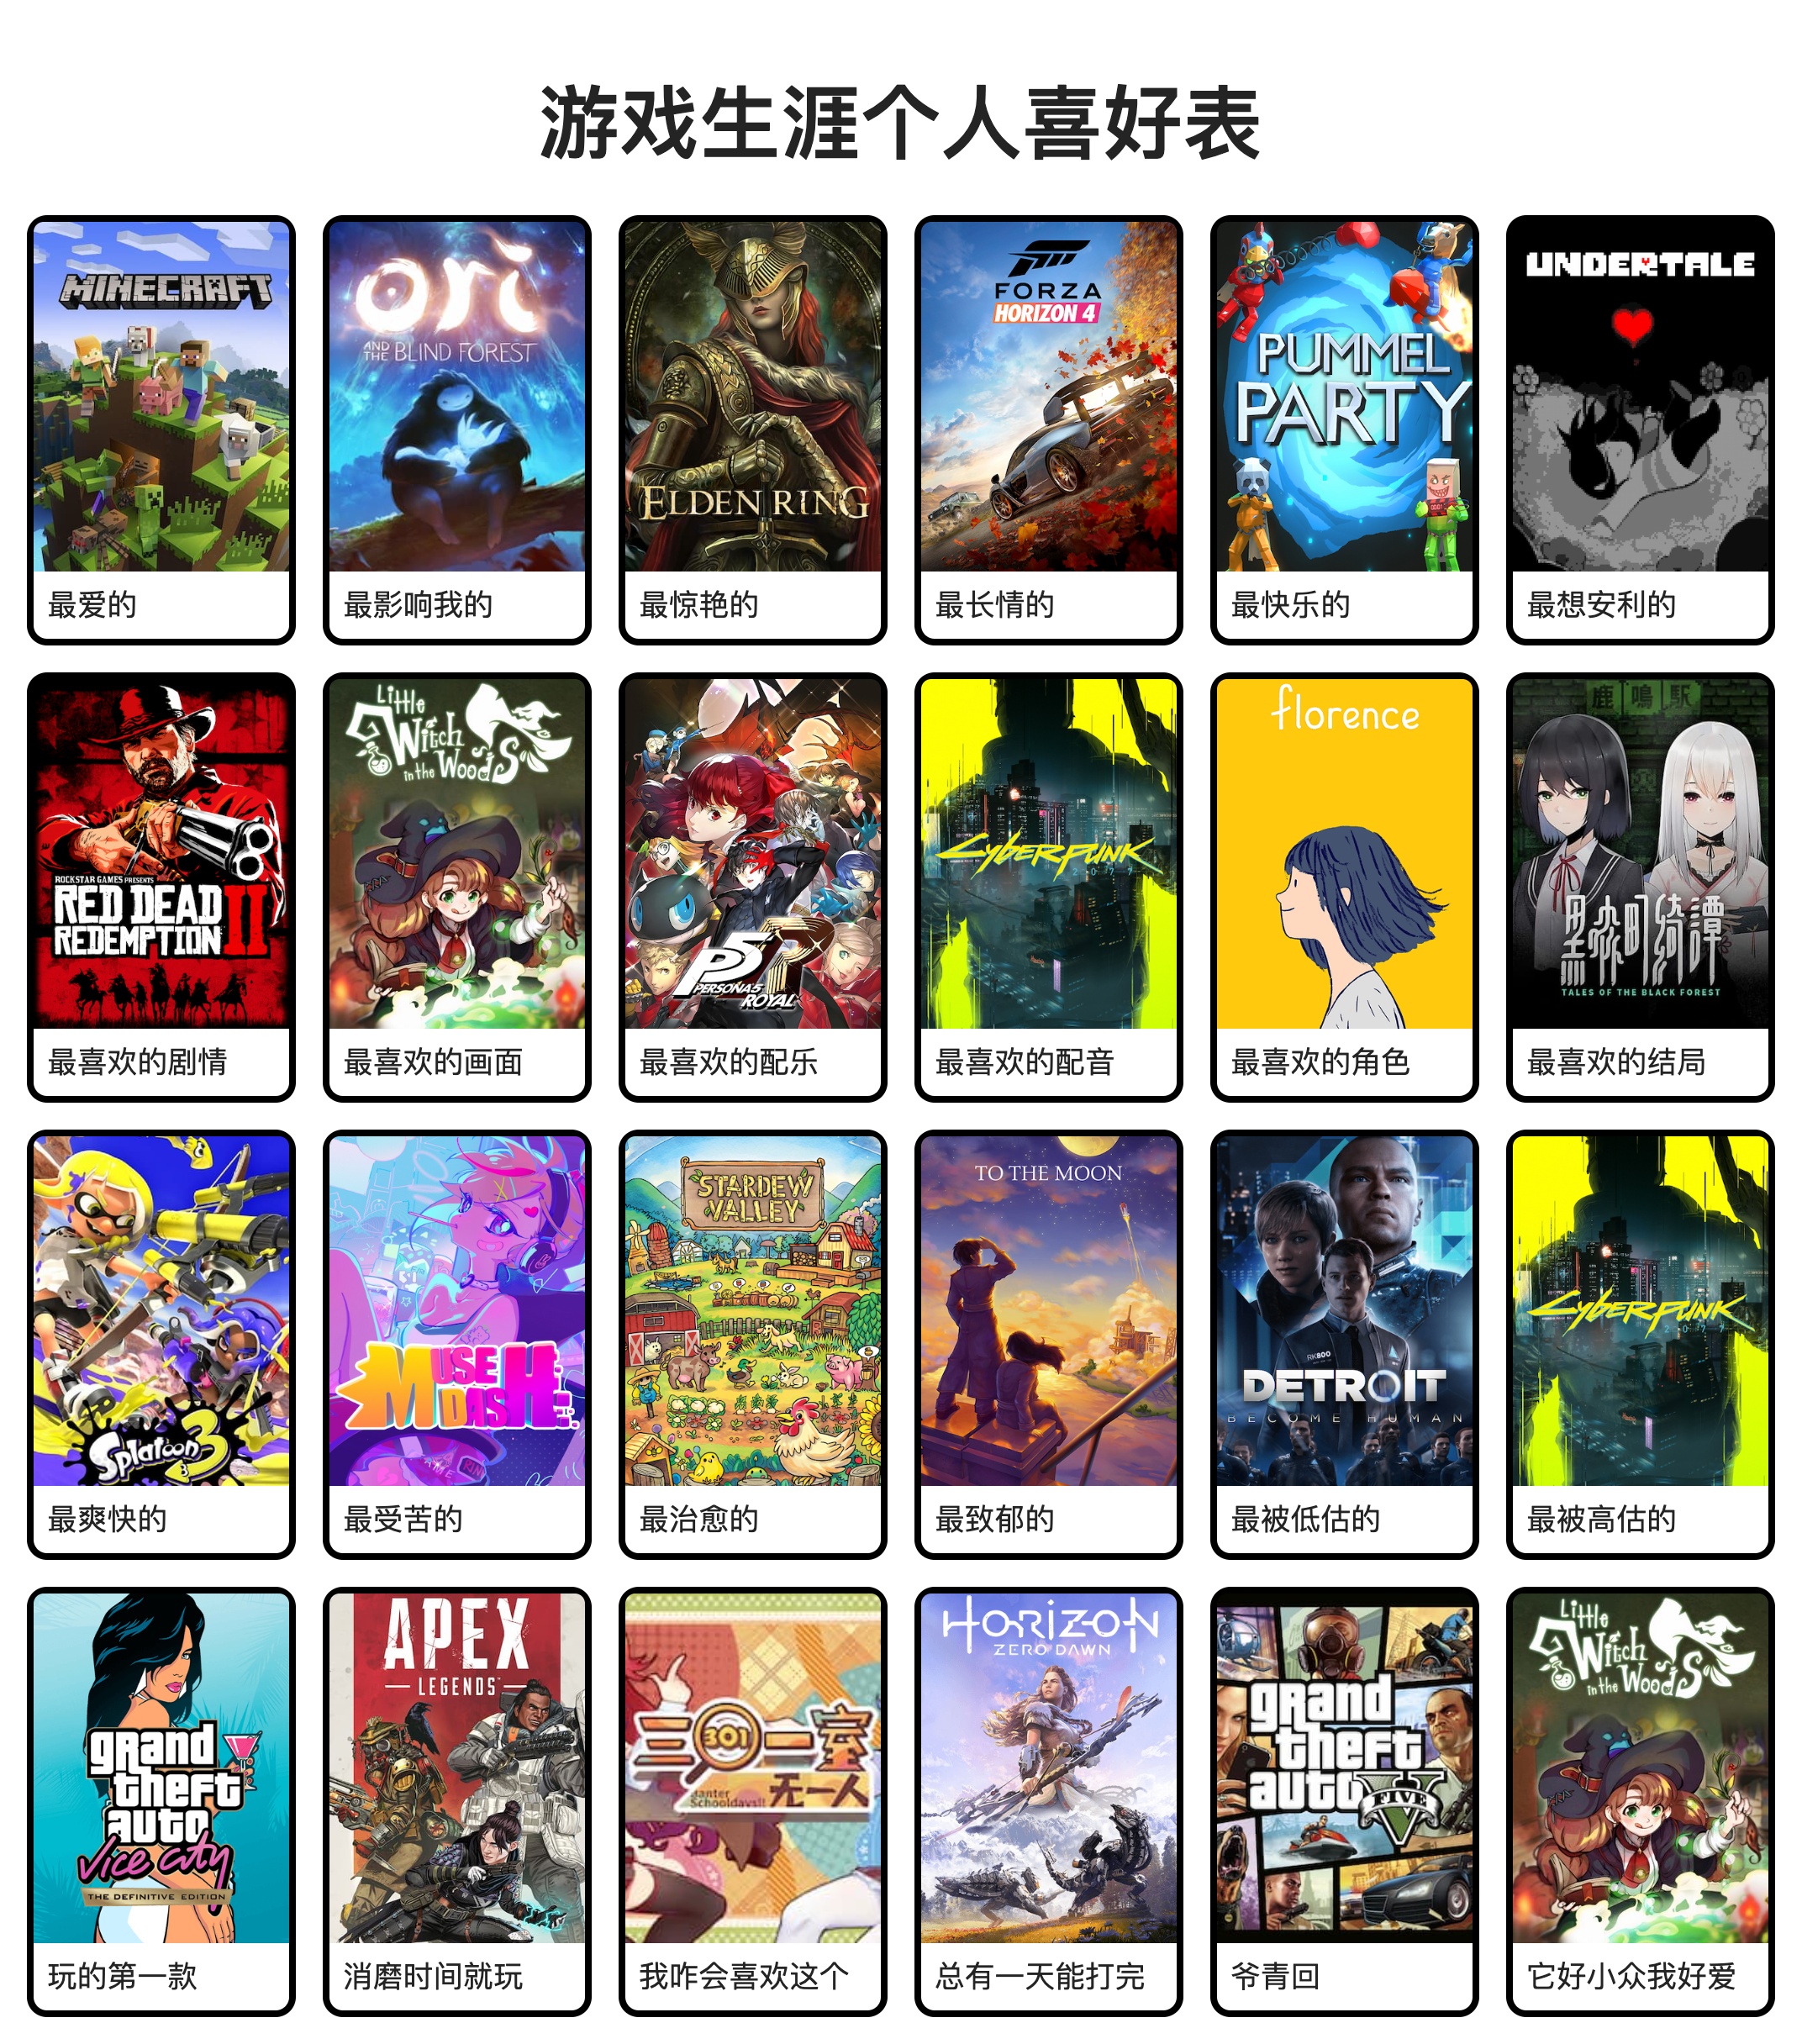 游戏生涯个人喜好表
MINECRAFT
ori
AND THE BLIND FOREST
ELDEN RING
FORZA
HORIZON 4
PUMMEL
PARTY
UNDERTALE
最爱的
最影响我的
最惊艳的
最长情的
最快乐的
最想安利的
ROCKSTAR GAMES PRESENTS
RED DEAD
REDEMPTION II
Little
Witch
in the Woods
P5R
PERSONA5
ROYAL
CYBERPUNK
2077
florence
鹿鳴駅
黑森町绮譚
TALES OF THE BLACK FOREST
最喜欢的剧情
最喜欢的画面
最喜欢的配乐
最喜欢的配音
最喜欢的角色
最喜欢的结局
Splatoon 3
MUSE
DASH
STARDEW
VALLEY
TO THE MOON
RK800
DETROIT
BECOME HUMAN
CYBERPUNK
2077
最爽快的
最受苦的
最治愈的
最致郁的
最被低估的
最被高估的
grand
theft
auto
Vice City
THE DEFINITIVE EDITION
APEX
LEGENDS
三〇一室
301
无一人
Schooldays!!
HORIZON
ZERO DAWN
grand
theft
auto V
FIVE
Little
Witch
in the Woods
玩的第一款
消磨时间就玩
我咋会喜欢这个
总有一天能打完
爷青回
它好小众我好爱